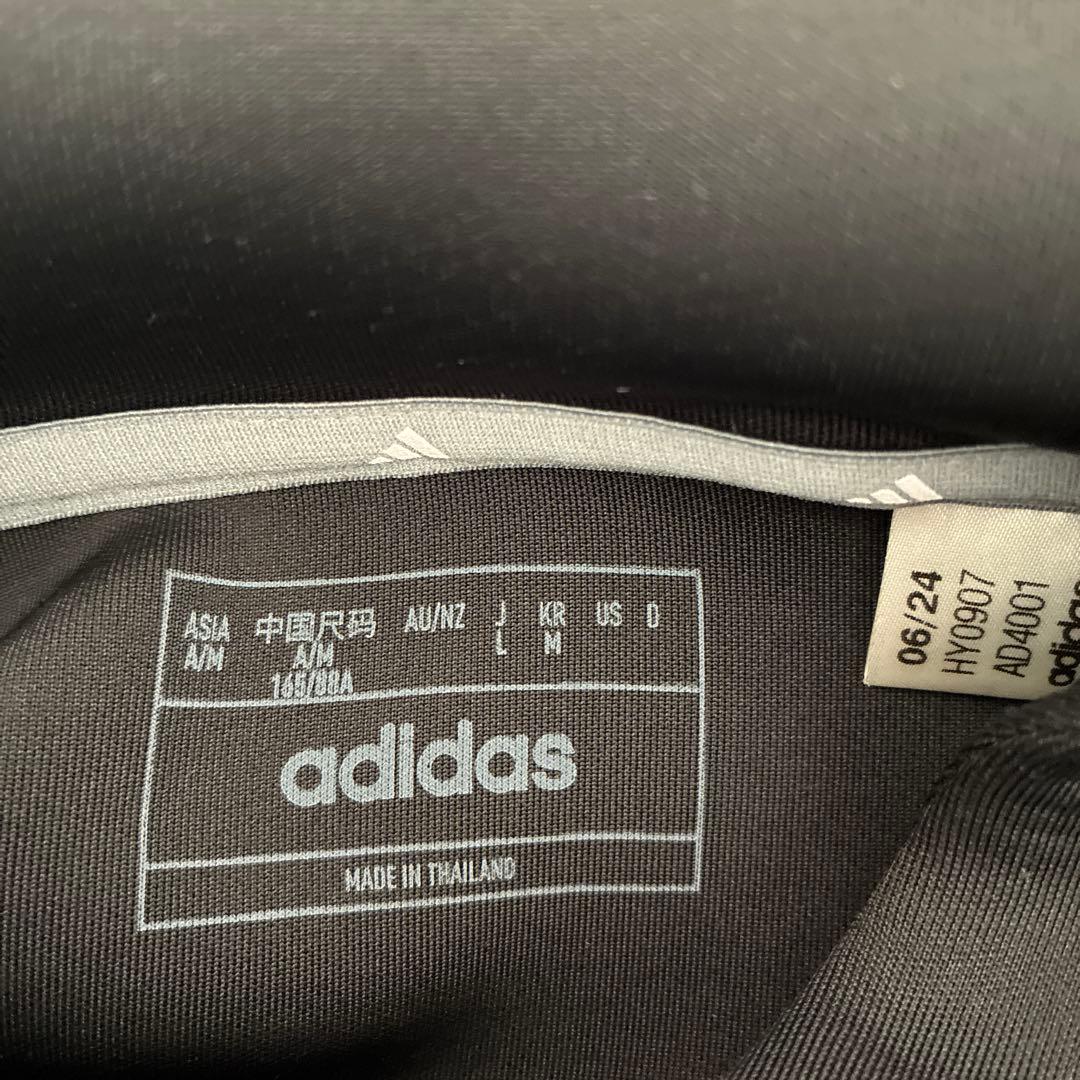 ASIA 中国尺码 AU/NZ J KR US D
A/M A/M L M
165/88A
adidas
MADE IN THAILAND
06/24
HY0907
AD4001
adidas